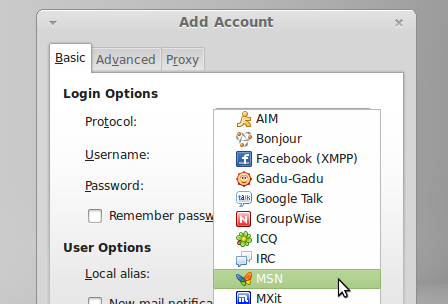 Add Account
Basic
Advanced
Proxy
Login Options
Protocol:
AIM
Bonjour
Username:
Facebook (XMPP)
Gadu-Gadu
Password:
Google Talk
Remember passw
GroupWise
ICQ
User Options
IRC
Local alias:
MSN
New mail notifica
MXit